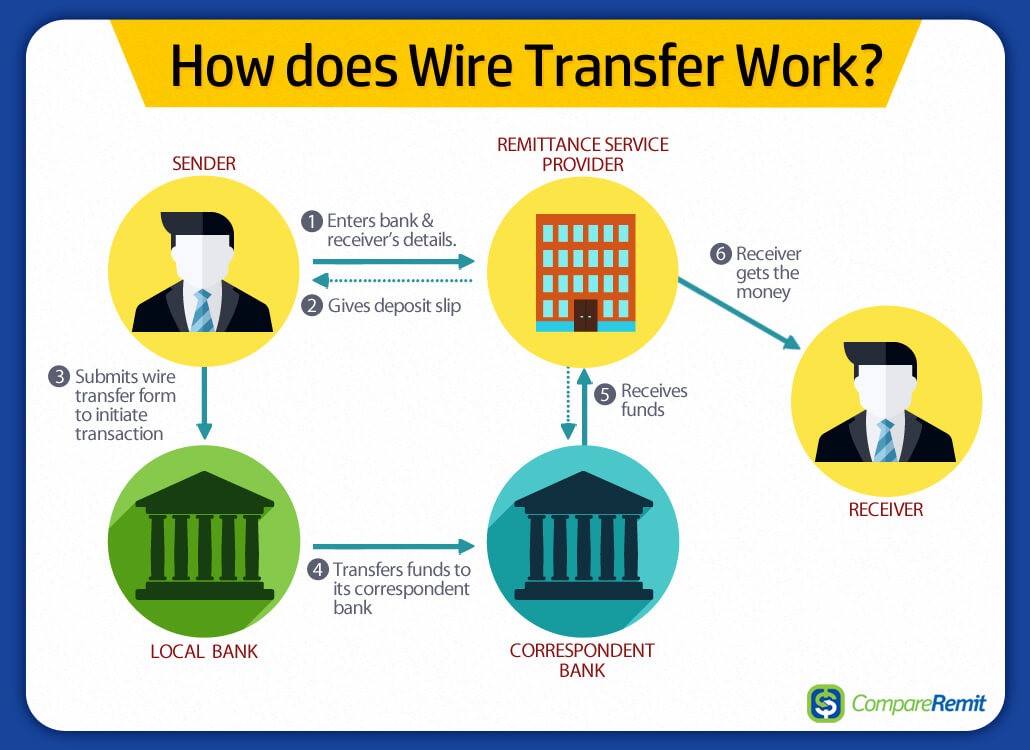 How does Wire Transfer Work?
SENDER
REMITTANCE SERVICE
PROVIDER
1 Enters bank &
receiver's details.
2 Gives deposit slip
6 Receiver
gets the
money
3 Submits wire
transfer form
to initiate
transaction
5 Receives
funds
RECEIVER
4 Transfers funds to
its correspondent
bank
LOCAL BANK
CORRESPONDENT
BANK
CompareRemit